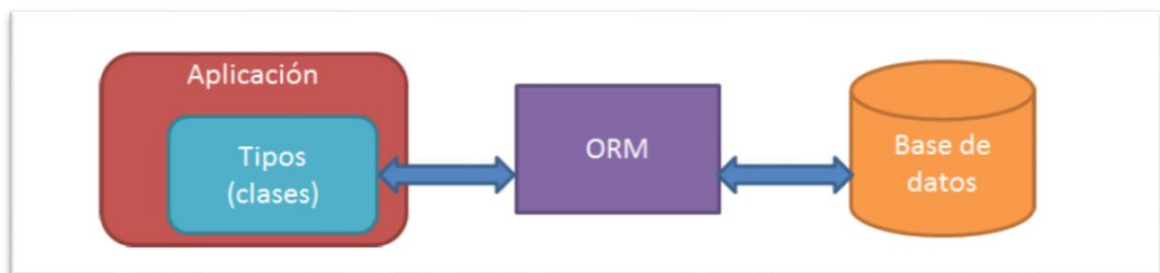 Aplicación
Tipos
(clases)
ORM
Base de
datos